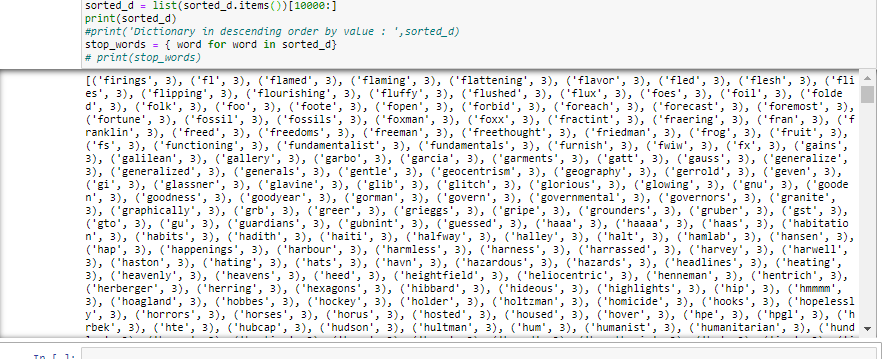 sorted_d = list(sorted_d.items())[10000:]
print(sorted_d)
#print('Dictionary in descending order by value : ',sorted_d)
stop_words = { word for word in sorted_d}
# print(stop_words)
[('firings', 3), ('fl', 3), ('flamed', 3), ('flaming', 3), ('flattening', 3), ('flavor', 3), ('fled', 3), ('flesh', 3), ('fli
es', 3), ('flipping', 3), ('flourishing', 3), ('fluffy', 3), ('flushed', 3), ('flux', 3), ('foes', 3), ('foil', 3), ('folde
d', 3), ('folk', 3), ('foo', 3), ('foote', 3), ('fopen', 3), ('forbid', 3), ('foreach', 3), ('forecast', 3), ('foremost', 3),
('fortune', 3), ('fossil', 3), ('fossils', 3), ('foxman', 3), ('foxx', 3), ('fractint', 3), ('fraering', 3), ('fran', 3), ('f
ranklin', 3), ('freed', 3), ('freedoms', 3), ('freeman', 3), ('freethought', 3), ('friedman', 3), ('frog', 3), ('fruit', 3),
('fs', 3), ('functioning', 3), ('fundamentalist', 3), ('fundamentals', 3), ('furnish', 3), ('fwiw', 3), ('fx', 3), ('gains',
3), ('galilean', 3), ('gallery', 3), ('garbo', 3), ('garcia', 3), ('garments', 3), ('gatt', 3), ('gauss', 3), ('generalize',
3), ('generalized', 3), ('generals', 3), ('gentle', 3), ('geocentrism', 3), ('geography', 3), ('gerrold', 3), ('geven', 3),
('gi', 3), ('glassner', 3), ('glavine', 3), ('glib', 3), ('glitch', 3), ('glorious', 3), ('glowing', 3), ('gnu', 3), ('goode
n', 3), ('goodness', 3), ('goodyear', 3), ('gorman', 3), ('govern', 3), ('governmental', 3), ('governors', 3), ('granite',
3), ('graphically', 3), ('grb', 3), ('greer', 3), ('grieggs', 3), ('gripe', 3), ('grounders', 3), ('gruber', 3), ('gst', 3),
('gto', 3), ('gu', 3), ('guardians', 3), ('gubnint', 3), ('guessed', 3), ('haaa', 3), ('haaaa', 3), ('haas', 3), ('habitatio
n', 3), ('habits', 3), ('hadith', 3), ('haiti', 3), ('halfway', 3), ('halley', 3), ('halt', 3), ('hamlab', 3), ('hansen', 3),
('hap', 3), ('happenings', 3), ('harbour', 3), ('harmless', 3), ('harness', 3), ('harrassed', 3), ('harvey', 3), ('harwell',
3), ('haston', 3), ('hating', 3), ('hats', 3), ('havn', 3), ('hazardous', 3), ('hazards', 3), ('headlines', 3), ('heating',
3), ('heavenly', 3), ('heavens', 3), ('heed', 3), ('heightfield', 3), ('heliocentric', 3), ('henneman', 3), ('hentrich', 3),
('herberger', 3), ('herring', 3), ('hexagons', 3), ('hibbard', 3), ('hideous', 3), ('highlights', 3), ('hip', 3), ('hmmmm',
3), ('hoagland', 3), ('hobbes', 3), ('hockey', 3), ('holder', 3), ('holtzman', 3), ('homicide', 3), ('hooks', 3), ('hopelessl
y', 3), ('horrors', 3), ('horses', 3), ('horus', 3), ('hosted', 3), ('housed', 3), ('hover', 3), ('hpe', 3), ('hpgl', 3), ('h
rbek', 3), ('hte', 3), ('hubcap', 3), ('hudson', 3), ('hultman', 3), ('hum', 3), ('humanist', 3), ('humanitarian', 3), ('hund
In [ ]: